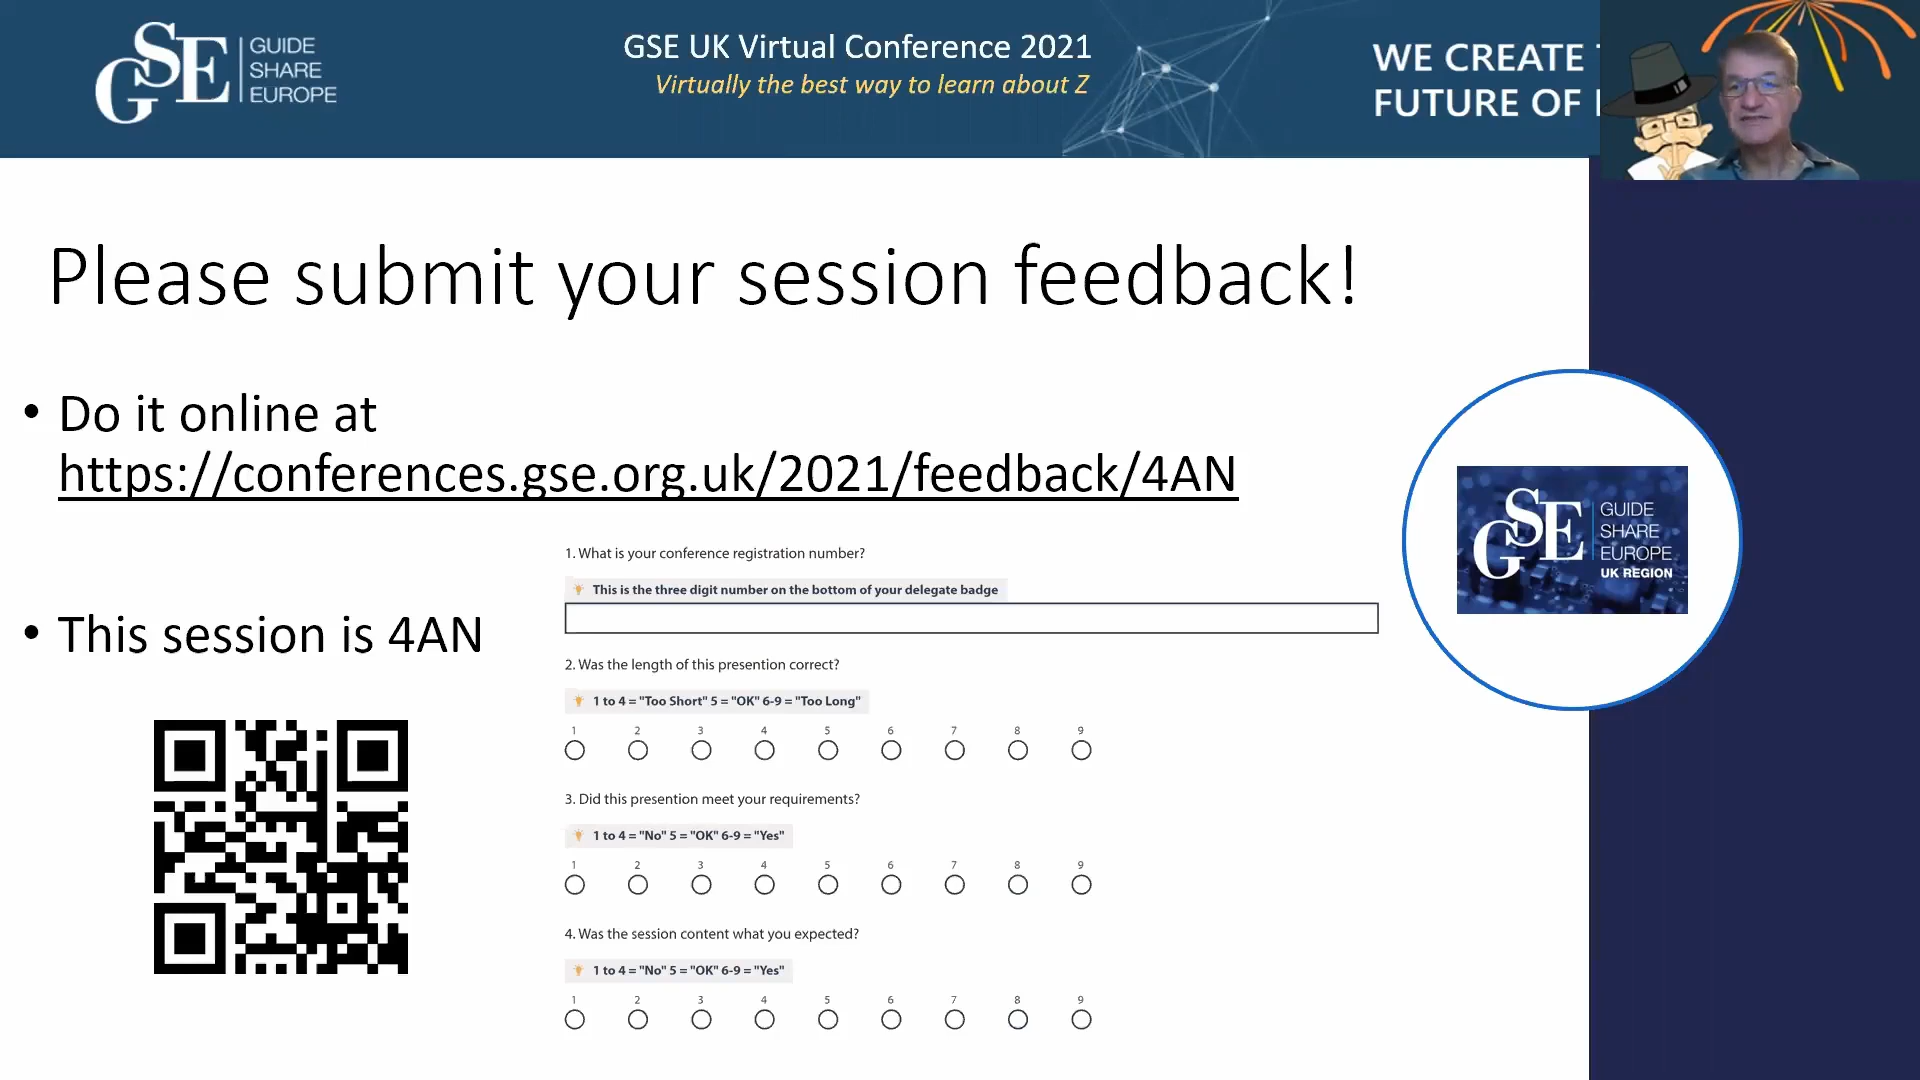 GSE
GUIDE
SHARE
EUROPE
GSE UK Virtual Conference 2021
Virtually the best way to learn about Z
WE CREATE
FUTURE OF
Please submit your session feedback!
• Do it online at
https://conferences.gse.org.uk/2021/feedback/4AN
• This session is 4AN
1. What is your conference registration number?
This is the three digit number on the bottom of your delegate badge
2. Was the length of this presention correct?
1 to 4 = "Too Short" 5 = "OK" 6-9 = "Too Long"
1 2 3 4 5 6 7 8 9
3. Did this presention meet your requirements?
1 to 4 = "No" 5 = "OK" 6-9 = "Yes"
1 2 3 4 5 6 7 8 9
4. Was the session content what you expected?
1 to 4 = "No" 5 = "OK" 6-9 = "Yes"
1 2 3 4 5 6 7 8 9
GSE
GUIDE
SHARE
EUROPE
UK REGION